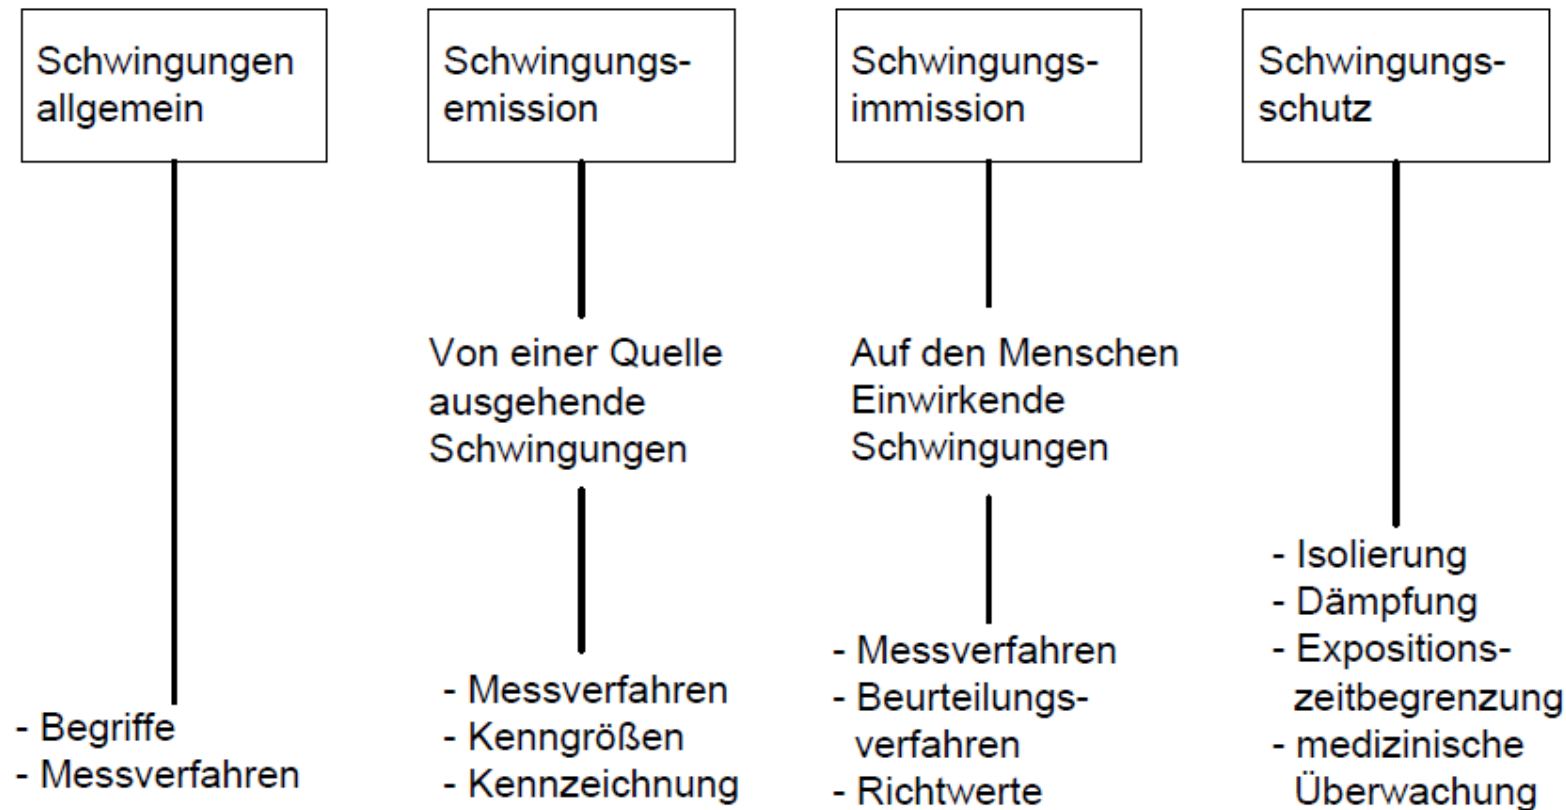 Schwingungen
allgemein
Schwingungs-
emission
Schwingungs-
immission
Schwingungs-
schutz
Von einer Quelle
ausgehende
Schwingungen
Auf den Menschen
Einwirkende
Schwingungen
- Begriffe
- Messverfahren
- Messverfahren
- Kenngrößen
- Kennzeichnung
- Messverfahren
- Beurteilungs-
verfahren
- Richtwerte
- Isolierung
- Dämpfung
- Expositions-
zeitbegrenzung
- medizinische
Überwachung